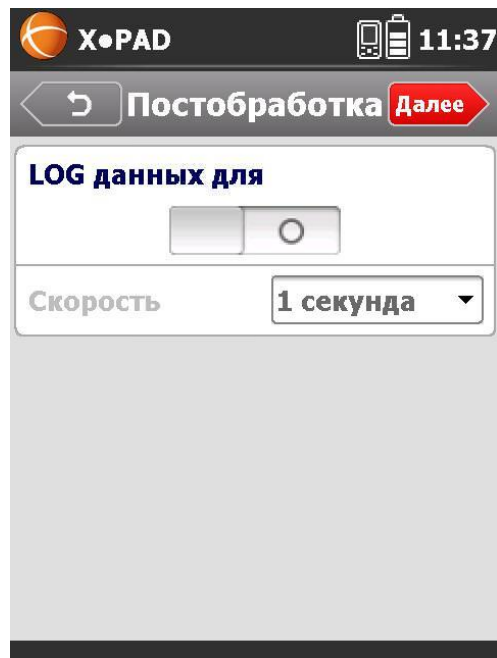 X•PAD 11:37
Постобработка Далее
LOG данных для
Скорость 1 секунда